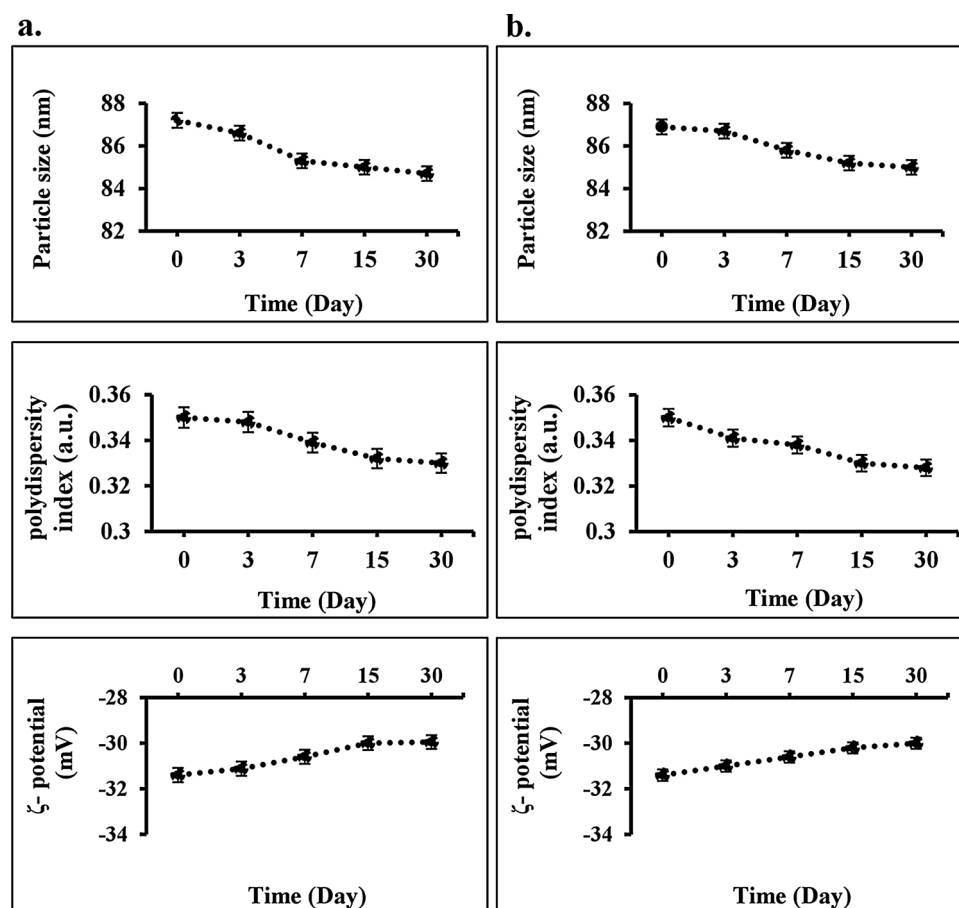 a.
Particle size (nm)
88
86
84
82
0 3 7 15 30
Time (Day)
b.
Particle size (nm)
88
86
84
82
0 3 7 15 30
Time (Day)
polydispersity
index (a.u.)
0.36
0.34
0.32
0.3
0 3 7 15 30
Time (Day)
polydispersity
index (a.u.)
0.36
0.34
0.32
0.3
0 3 7 15 30
Time (Day)
ζ- potential
(mV)
0 3 7 15 30
-28
-30
-32
-34
Time (Day)
ζ- potential
(mV)
0 3 7 15 30
-28
-30
-32
-34
Time (Day)